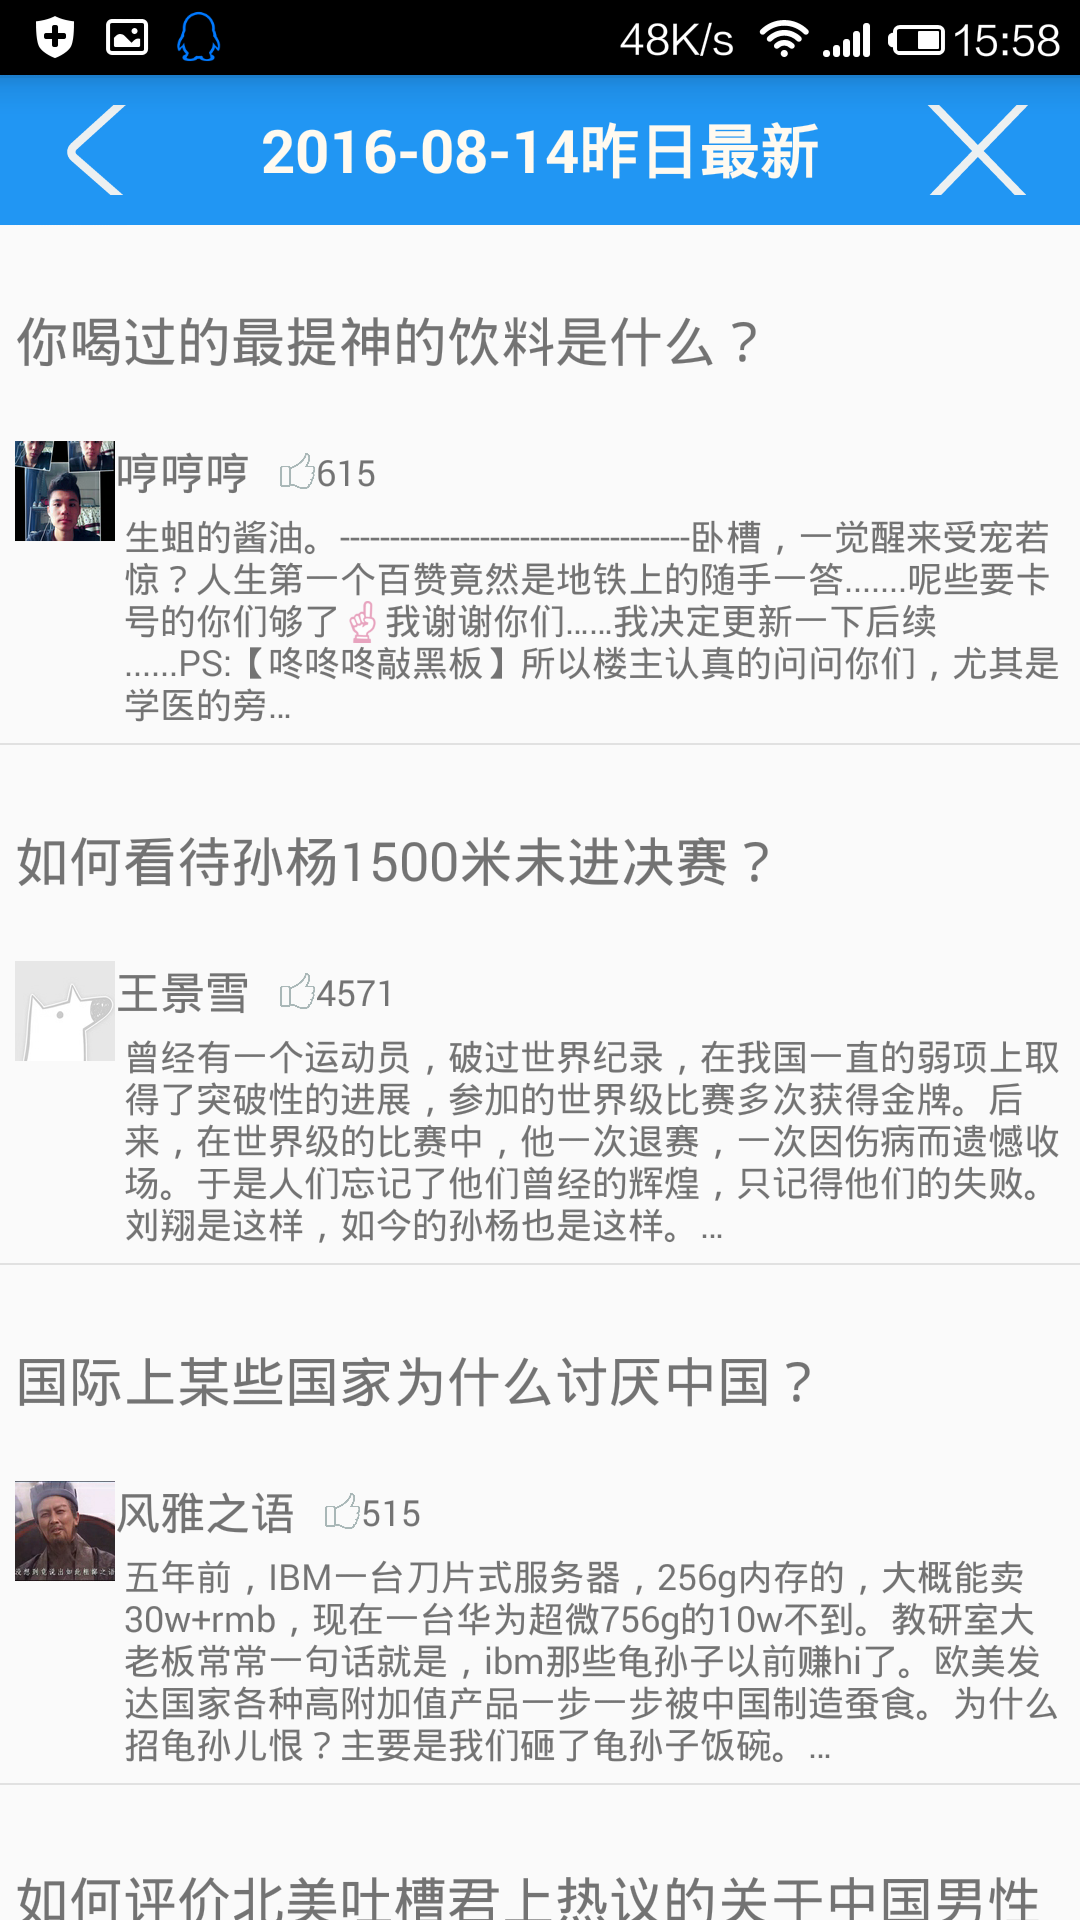 48K/s 15:58
2016-08-14昨日最新
你喝过的最提神的饮料是什么？
哼哼哼 615
生蛆的酱油。-----------------------------------卧槽，一觉醒来受宠若
惊？人生第一个百赞竟然是地铁上的随手一答.......呢些要卡
号的你们够了☝我谢谢你们......我决定更新一下后续
......PS:【咚咚咚敲黑板】所以楼主认真的问问你们，尤其是
学医的旁...
如何看待孙杨1500米未进决赛？
王景雪 4571
曾经有一个运动员，破过世界纪录，在我国一直的弱项上取
得了突破性的进展，参加的世界级比赛多次获得金牌。后
来，在世界级的比赛中，他一次退赛，一次因伤病而遗憾收
场。于是人们忘记了他们曾经的辉煌，只记得他们的失败。
刘翔是这样，如今的孙杨也是这样。...
国际上某些国家为什么讨厌中国？
风雅之语 515
五年前，IBM一台刀片式服务器，256g内存的，大概能卖
30w+rmb，现在一台华为超微756g的10w不到。教研室大
老板常常一句话就是，ibm那些龟孙子以前赚hi了。欧美发
达国家各种高附加值产品一步一步被中国制造蚕食。为什么
招龟孙儿恨？主要是我们砸了龟孙子饭碗。...
如何评价北美吐槽君上热议的关于中国男性